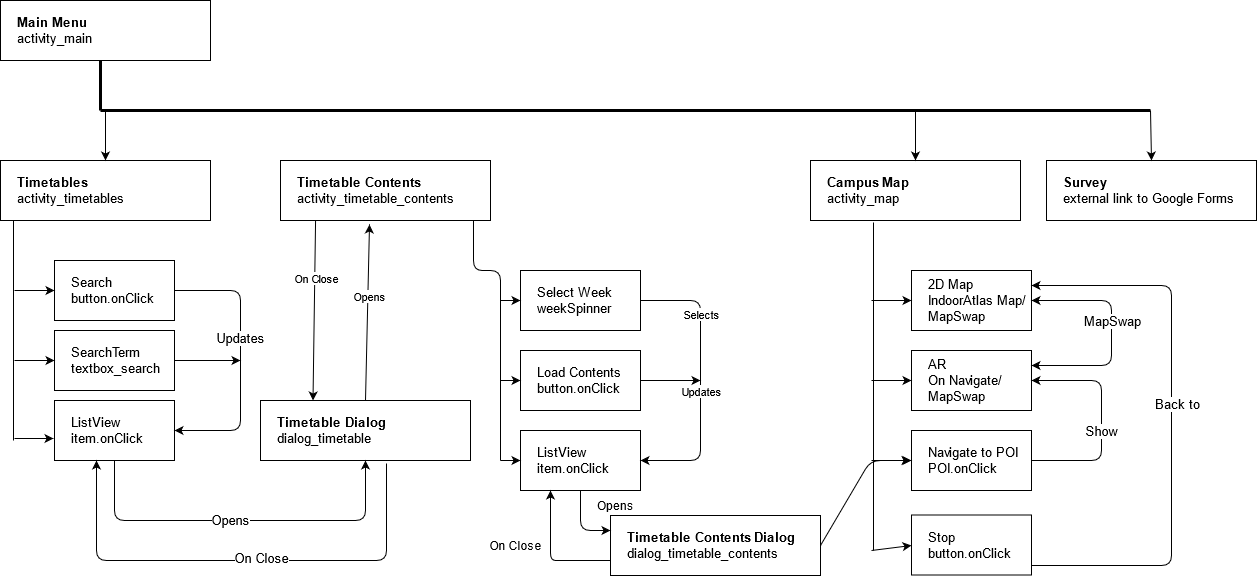 Main Menu
activity_main
Timetables
activity_timetables
Timetable Contents
activity_timetable_contents
Campus Map
activity_map
Survey
external link to Google Forms
Search
button.onClick
SearchTerm
textbox_search
ListView
item.onClick
Updates
On Close
Opens
Timetable Dialog
dialog_timetable
Opens
On Close
Select Week
weekSpinner
Load Contents
button.onClick
ListView
item.onClick
Selects
Updates
Opens
On Close
Timetable Contents Dialog
dialog_timetable_contents
2D Map
IndoorAtlas Map/
MapSwap
AR
On Navigate/
MapSwap
Navigate to POI
POI.onClick
Stop
button.onClick
MapSwap
Show
Back to